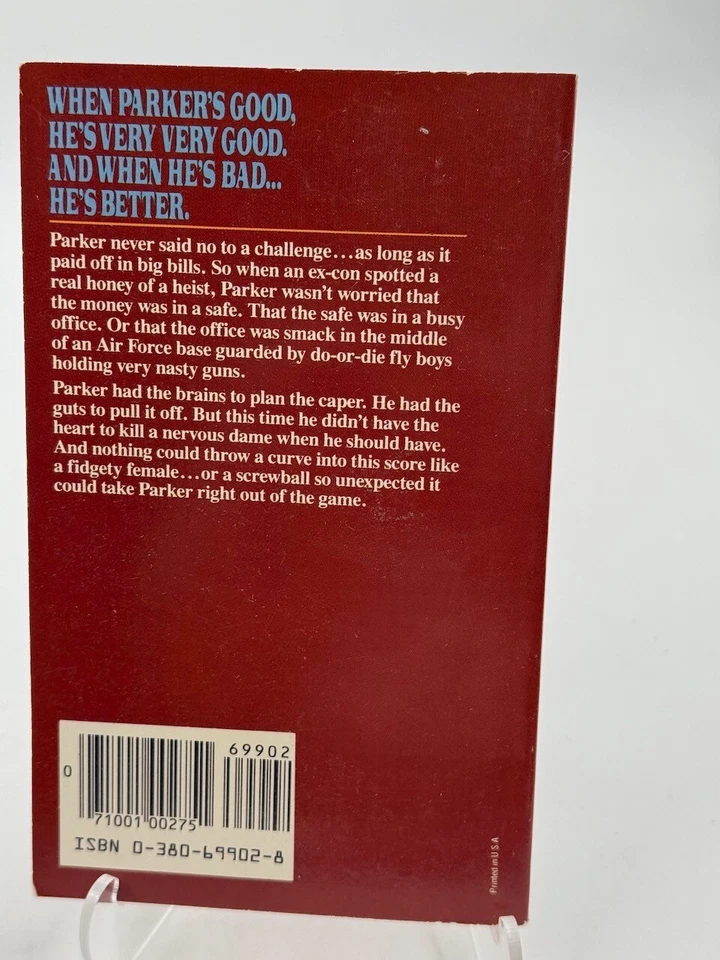 WHEN PARKER'S GOOD,
HE'S VERY VERY GOOD.
AND WHEN HE'S BAD...
HE'S BETTER.
Parker never said no to a challenge...as long as it
paid off in big bills. So when an ex-con spotted a
real honey of a heist, Parker wasn't worried that
the money was in a safe. That the safe was in a busy
office. Or that the office was smack in the middle
of an Air Force base guarded by do-or-die fly boys
holding very nasty guns.
Parker had the brains to plan the caper. He had the
guts to pull it off. But this time he didn't have the
heart to kill a nervous dame when he should have.
And nothing could throw a curve into this score like
a fidgety female...or a screwball so unexpected it
could take Parker right out of the game.
69902
0
71001 00275
ISBN 0-380-69902-8
Printed in U.S.A